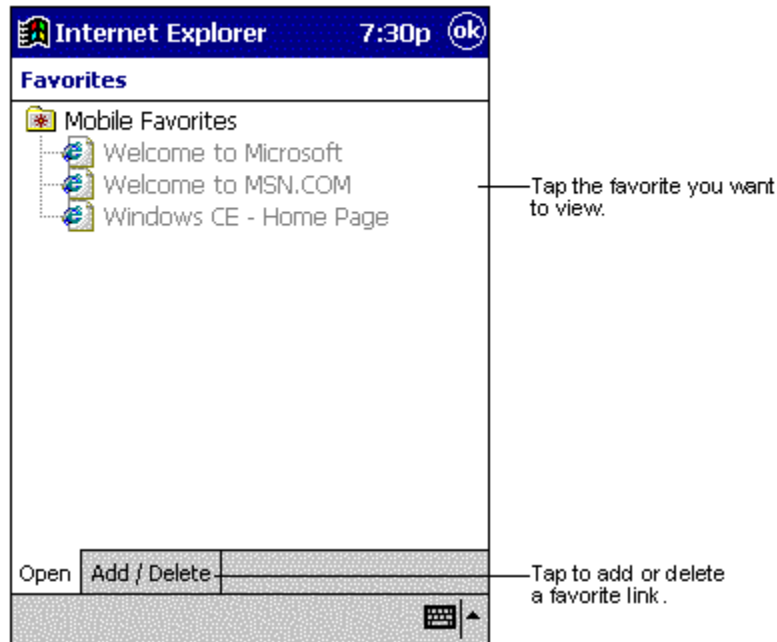 Internet Explorer 7:30p ok
Favorites
Mobile Favorites
Welcome to Microsoft
Welcome to MSN.COM
Windows CE - Home Page
Tap the favorite you want
to view.
Open Add / Delete
Tap to add or delete
a favorite link.